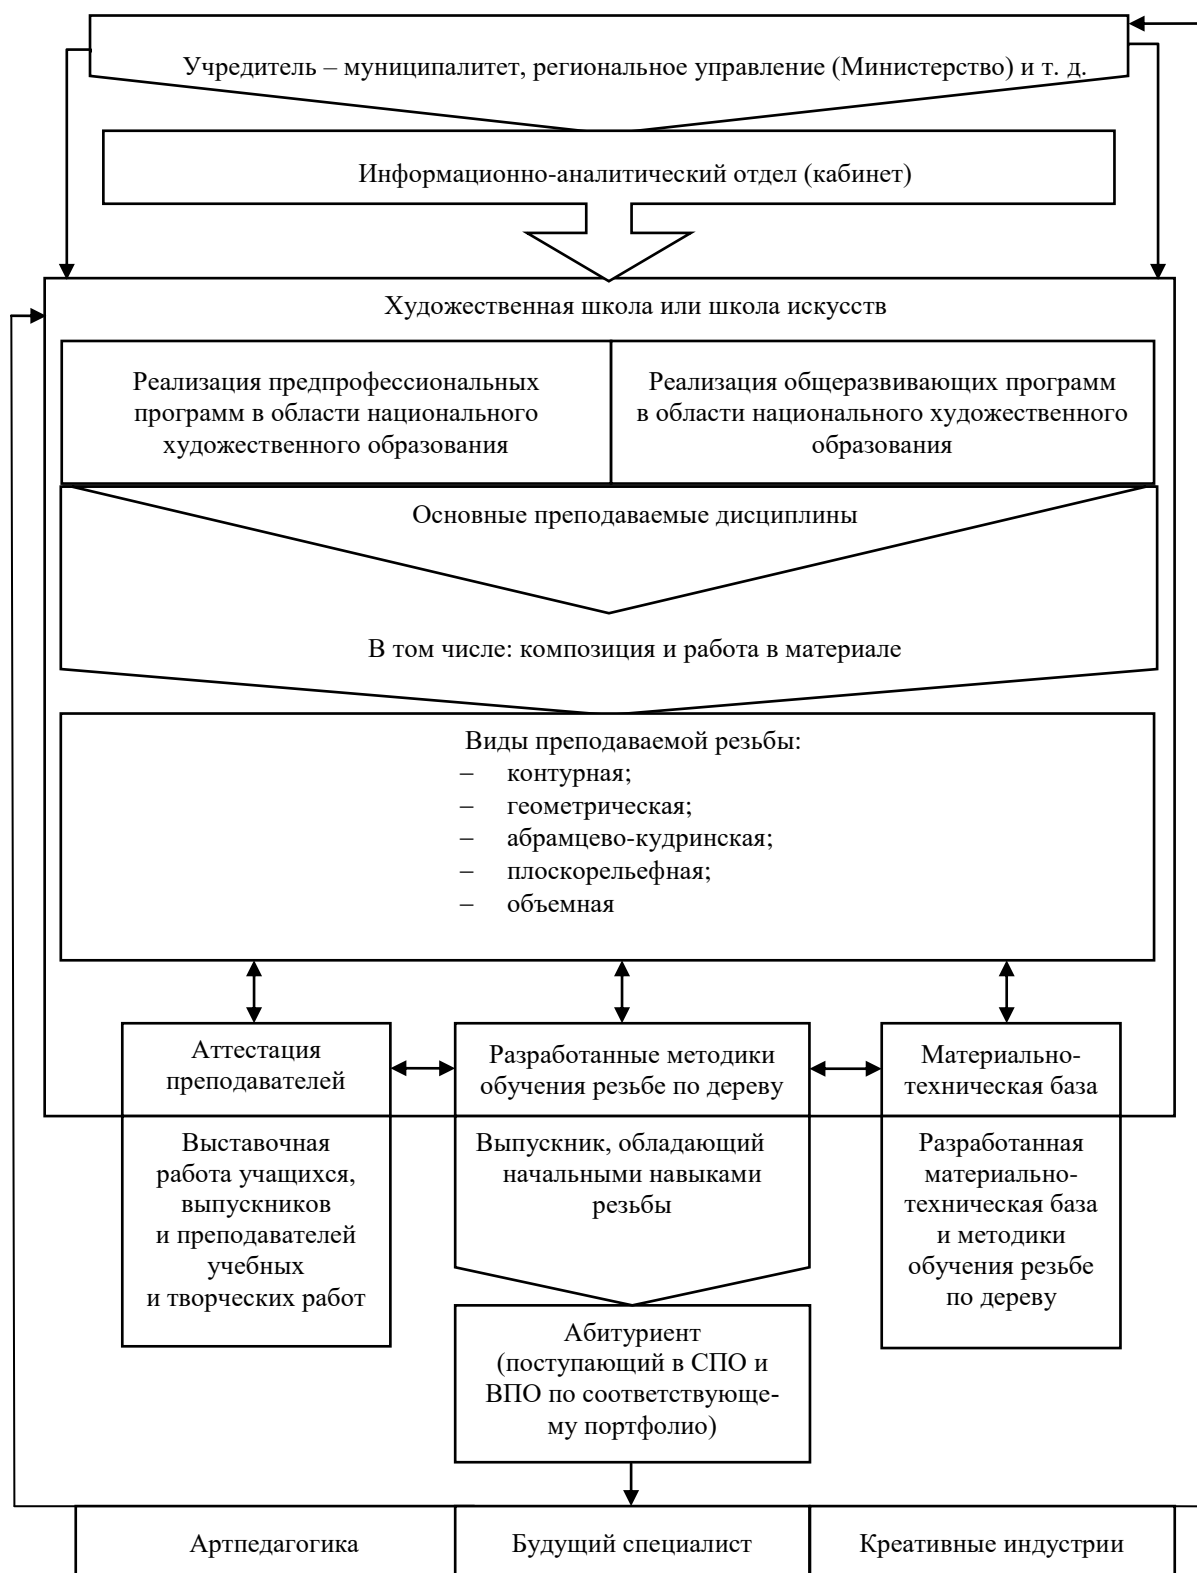 Учредитель – муниципалитет, региональное управление (Министерство) и т. д.
Информационно-аналитический отдел (кабинет)
Художественная школа или школа искусств
Реализация предпрофессиональных
программ в области национального
художественного образования
Реализация общеразвивающих программ
в области национального художественного
образования
Основные преподаваемые дисциплины
В том числе: композиция и работа в материале
Виды преподаваемой резьбы:
– контурная;
– геометрическая;
– абрамцево-кудринская;
– плоскорельефная;
– объемная
Аттестация
преподавателей
Разработанные методики
обучения резьбе по дереву
Материально-
техническая база
Выставочная
работа учащихся,
выпускников
и преподавателей
учебных
и творческих работ
Выпускник, обладающий
начальными навыками
резьбы
Разработанная
материально-
техническая база
и методики
обучения резьбе
по дереву
Абитуриент
(поступающий в СПО и
ВПО по соответствующе-
му портфолио)
Артпедагогика
Будущий специалист
Креативные индустрии